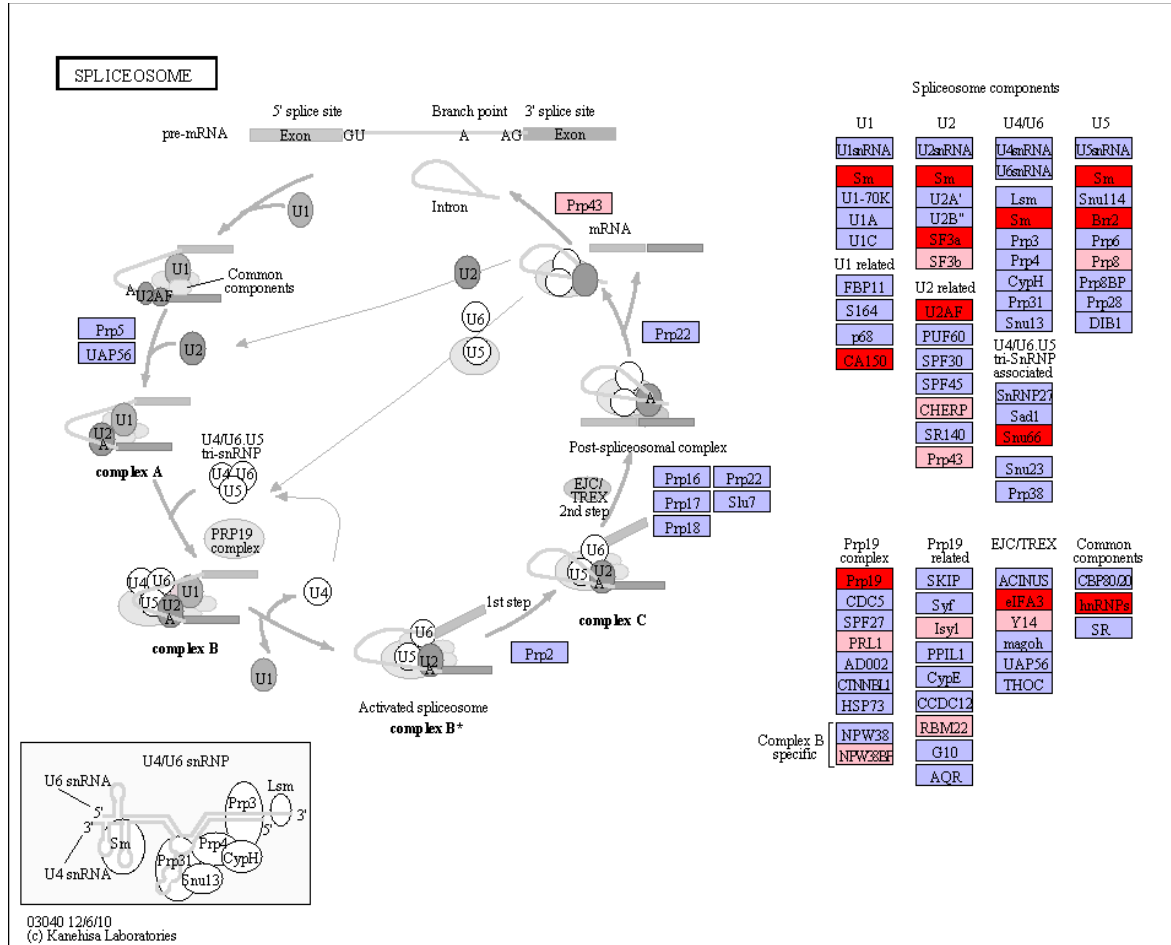 SPLICEOSOME
5' splice site
Branch point
3' splice site
pre-mRNA
Exon
GU
A
AG
Exon
Intron
Prp43
mRNA
U1
U1
A
U2AF
Common
components
U2
U6
U5
Prp5
UAP56
U2
Prp22
A
U1
U2
A
complex A
U4/U6.U5
tri-snRNP
U4
U6
U5
Post-spliceosomal complex
EJC/
TREX
2nd step
Prp16
Prp22
Prp17
Slu7
Prp18
PRP19
complex
U4
U6
U5
U1
U2
A
complex B
U4
U1
U6
U5
U2
A
complex C
1st step
U6
U5
U2
A
Prp2
Activated spliceosome
complex B*
U4/U6 snRNP
U6 snRNA
5'
3'
U4 snRNA
Sm
Prp3
Lsm
3'
5'
Prp4
Prp31
CypH
Snu13
03040 12/6/10
(c) Kanehisa Laboratories
Spliceosome components
U1
U1snRNA
Sm
U1-70K
U1A
U1C
U1 related
FBP11
S164
p68
CA150
U2
U2snRNA
Sm
U2A'
U2B"
SF3a
SF3b
U2 related
U2AF
PUF60
SPF30
SPF45
CHERP
SR140
Prp43
U4/U6
U4snRNA
U6snRNA
Lsm
Sm
Prp3
Prp4
CypH
Prp31
Snu13
U4/U6.U5
tri-SnRNP
associated
SnRNP27
Sad1
Snu66
Snu23
Prp38
U5
U5snRNA
Sm
Snu114
Brr2
Prp6
Prp8
Prp8BP
Prp28
DIB1
Prp19
complex
Prp19
CDC5
SPF27
PRL1
AD002
CTNNBL1
HSP73
Complex B
specific
NPW38
NPW38BP
Prp19
related
SKIP
Syf
Isy1
PPIL1
CypE
CCDC12
RBM22
G10
AQR
EJC/TREX
ACINUS
eIFA3
Y14
magoh
UAP56
THOC
Common
components
CBP80/20
hnRNPs
SR